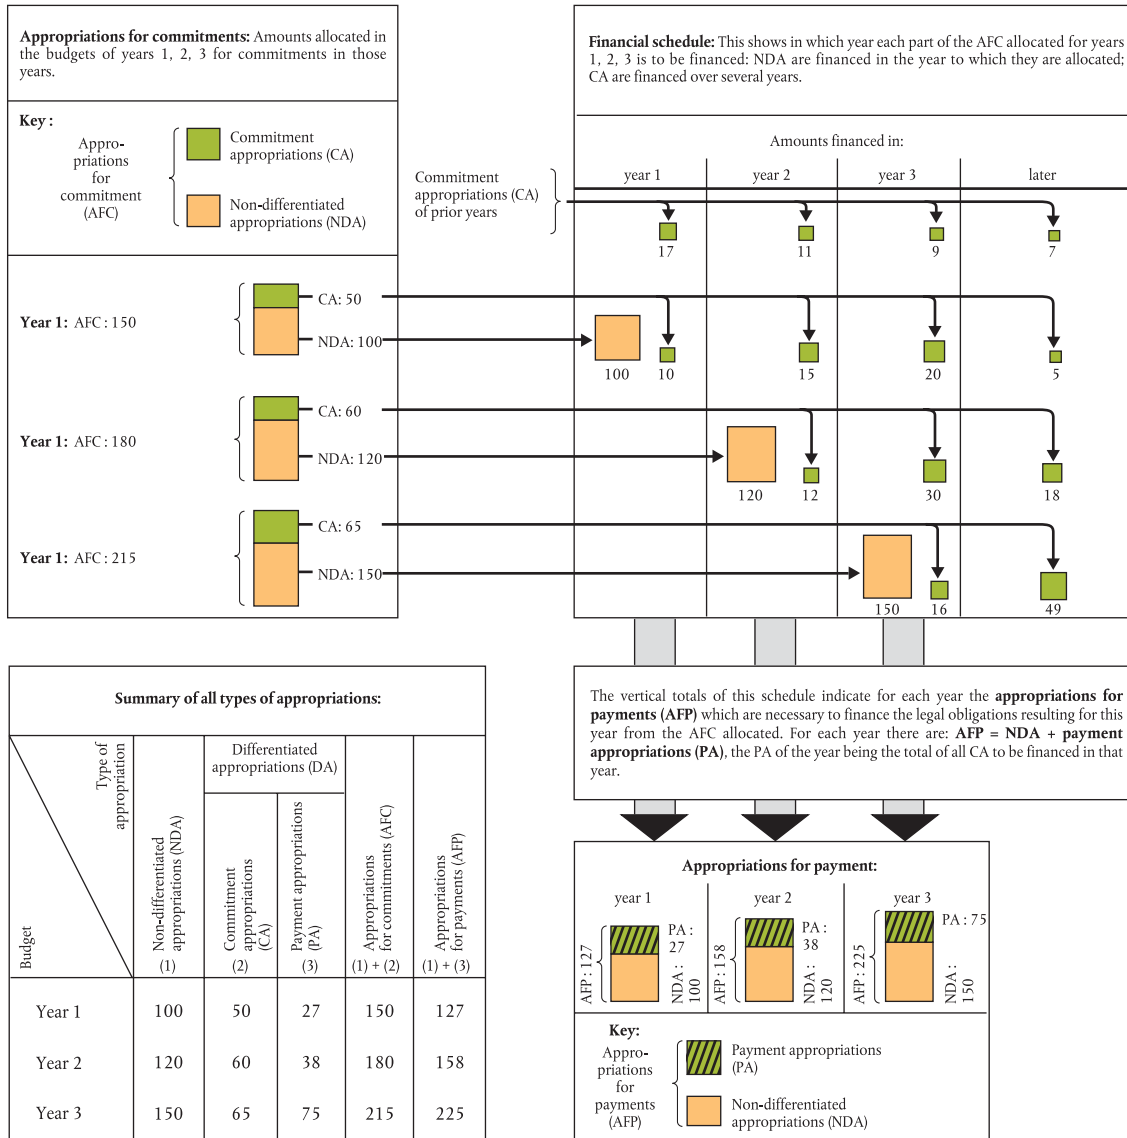 Appropriations for commitments: Amounts allocated in
the budgets of years 1, 2, 3 for commitments in those
years.
Key :
Appro-
priations
for
commitment
(AFC)
Commitment
appropriations (CA)
Non-differentiated
appropriations (NDA)
Financial schedule: This shows in which year each part of the AFC allocated for years
1, 2, 3 is to be financed: NDA are financed in the year to which they are allocated;
CA are financed over several years.
Amounts financed in:
year 1 year 2 year 3 later
Commitment
appropriations (CA)
of prior years
17 11 9 7
Year 1: AFC : 150
CA: 50
NDA: 100
100 10 15 20 5
Year 1: AFC : 180
CA: 60
NDA: 120
120 12 30 18
Year 1: AFC : 215
CA: 65
NDA: 150
150 16 49
The vertical totals of this schedule indicate for each year the appropriations for
payments (AFP) which are necessary to finance the legal obligations resulting for this
year from the AFC allocated. For each year there are: AFP = NDA + payment
appropriations (PA), the PA of the year being the total of all CA to be financed in that
year.
Summary of all types of appropriations:
Type of
appropriation
Budget
Differentiated
appropriations (DA)
Non-differentiated
appropriations (NDA)
(1)
Commitment
appropriations
(CA)
(2)
Payment appropriations
(PA)
(3)
Appropriations
for commitments (AFC)
(1) + (2)
Appropriations
for payments (AFP)
(1) + (3)
Year 1 100 50 27 150 127
Year 2 120 60 38 180 158
Year 3 150 65 75 215 225
Appropriations for payment:
year 1
AFP : 127
PA :
27
NDA :
100
year 2
AFP : 158
PA :
38
NDA :
120
year 3
AFP : 225
PA : 75
NDA :
150
Key:
Appro-
priations
for
payments
(AFP)
Payment appropriations
(PA)
Non-differentiated
appropriations (NDA)